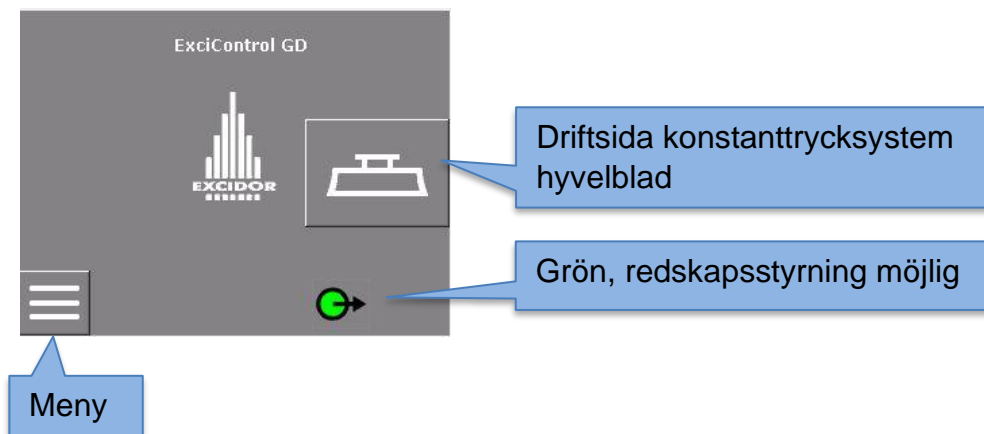 ExciControl GD
EXCIDOR
Driftsida konstanttrycksystem
hyvelblad
Grön, redskapsstyrning möjlig
Meny